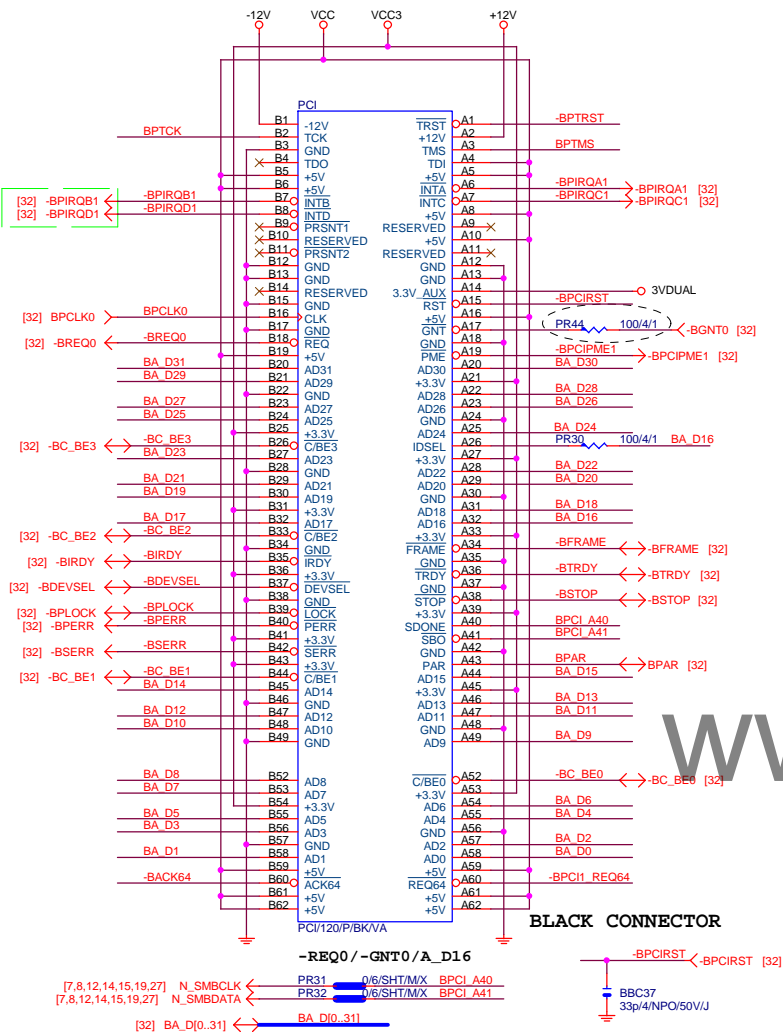 -12V VCC VCC3 +12V
PCI
B1 -12V TRST A1 -BPTRST
BPTCK B2 TCK +12V A2
B3 GND TMS A3 BPTMS
B4 TDO TDI A4
B5 +5V +5V A5
B6 +5V INTA A6 -BPIRQA1 -BPIRQA1 [32]
[32] -BPIRQB1 -BPIRQB1 B7 INTB INTC A7 -BPIRQC1 -BPIRQC1 [32]
[32] -BPIRQD1 -BPIRQD1 B8 INTD +5V A8
B9 PRSNT1 RESERVED A9
B10 RESERVED +5V A10
B11 PRSNT2 RESERVED A11
B12 GND GND A12
B13 GND GND A13
B14 RESERVED 3.3V_AUX A14 3VDUAL
B15 GND RST A15 -BPCIRST
[32] BPCLK0 BPCLK0 B16 CLK +5V A16
B17 GND GNT A17 PR44 100/4/1 -BGNT0 [32]
[32] -BREQ0 -BREQ0 B18 REQ GND A18
B19 +5V PME A19 -BPCIPME1 -BPCIPME1 [32]
BA_D31 B20 AD31 AD30 A20 BA_D30
BA_D29 B21 AD29 +3.3V A21
B22 GND AD28 A22 BA_D28
BA_D27 B23 AD27 AD26 A23 BA_D26
BA_D25 B24 AD25 GND A24
B25 +3.3V AD24 A25 BA_D24
[32] -BC_BE3 -BC_BE3 B26 C/BE3 IDSEL A26 PR30 100/4/1 BA_D16
BA_D23 B27 AD23 +3.3V A27
B28 GND AD22 A28 BA_D22
BA_D21 B29 AD21 AD20 A29 BA_D20
BA_D19 B30 AD19 GND A30
B31 +3.3V AD18 A31 BA_D18
BA_D17 B32 AD17 AD16 A32 BA_D16
[32] -BC_BE2 -BC_BE2 B33 C/BE2 +3.3V A33
B34 GND FRAME A34 -BFRAME -BFRAME [32]
[32] -BIRDY -BIRDY B35 IRDY GND A35
B36 +3.3V TRDY A36 -BTRDY -BTRDY [32]
[32] -BDEVSEL -BDEVSEL B37 DEVSEL GND A37
B38 GND STOP A38 -BSTOP -BSTOP [32]
[32] -BPLOCK -BPLOCK B39 LOCK +3.3V A39
[32] -BPERR -BPERR B40 PERR SDONE A40 BPCI_A40
B41 +3.3V SBO A41 BPCI_A41
[32] -BSERR -BSERR B42 SERR GND A42
B43 +3.3V PAR A43 BPAR BPAR [32]
[32] -BC_BE1 -BC_BE1 B44 C/BE1 AD15 A44 BA_D15
BA_D14 B45 AD14 +3.3V A45
B46 GND AD13 A46 BA_D13
BA_D12 B47 AD12 AD11 A47 BA_D11
BA_D10 B48 AD10 GND A48
B49 GND AD9 A49 BA_D9
BA_D8 B52 AD8 C/BE0 A52 -BC_BE0 -BC_BE0 [32]
BA_D7 B53 AD7 +3.3V A53
B54 +3.3V AD6 A54 BA_D6
BA_D5 B55 AD5 AD4 A55 BA_D4
BA_D3 B56 AD3 GND A56
B57 GND AD2 A57 BA_D2
BA_D1 B58 AD1 AD0 A58 BA_D0
B59 +5V +5V A59
-BACK64 B60 ACK64 REQ64 A60 -BPCI1_REQ64
B61 +5V +5V A61
B62 +5V +5V A62
PCI/120/P/BK/VA
BLACK CONNECTOR
-REQ0/-GNT0/A_D16
[7,8,12,14,15,19,27] N_SMBCLK PR31 0/6/SHT/M/X BPCI_A40
[7,8,12,14,15,19,27] N_SMBDATA PR32 0/6/SHT/M/X BPCI_A41
[32] BA_D[0..31] BA_D[0..31]
-BPCIRST -BPCIRST [32]
BBC37
33p/4/NPO/50V/J